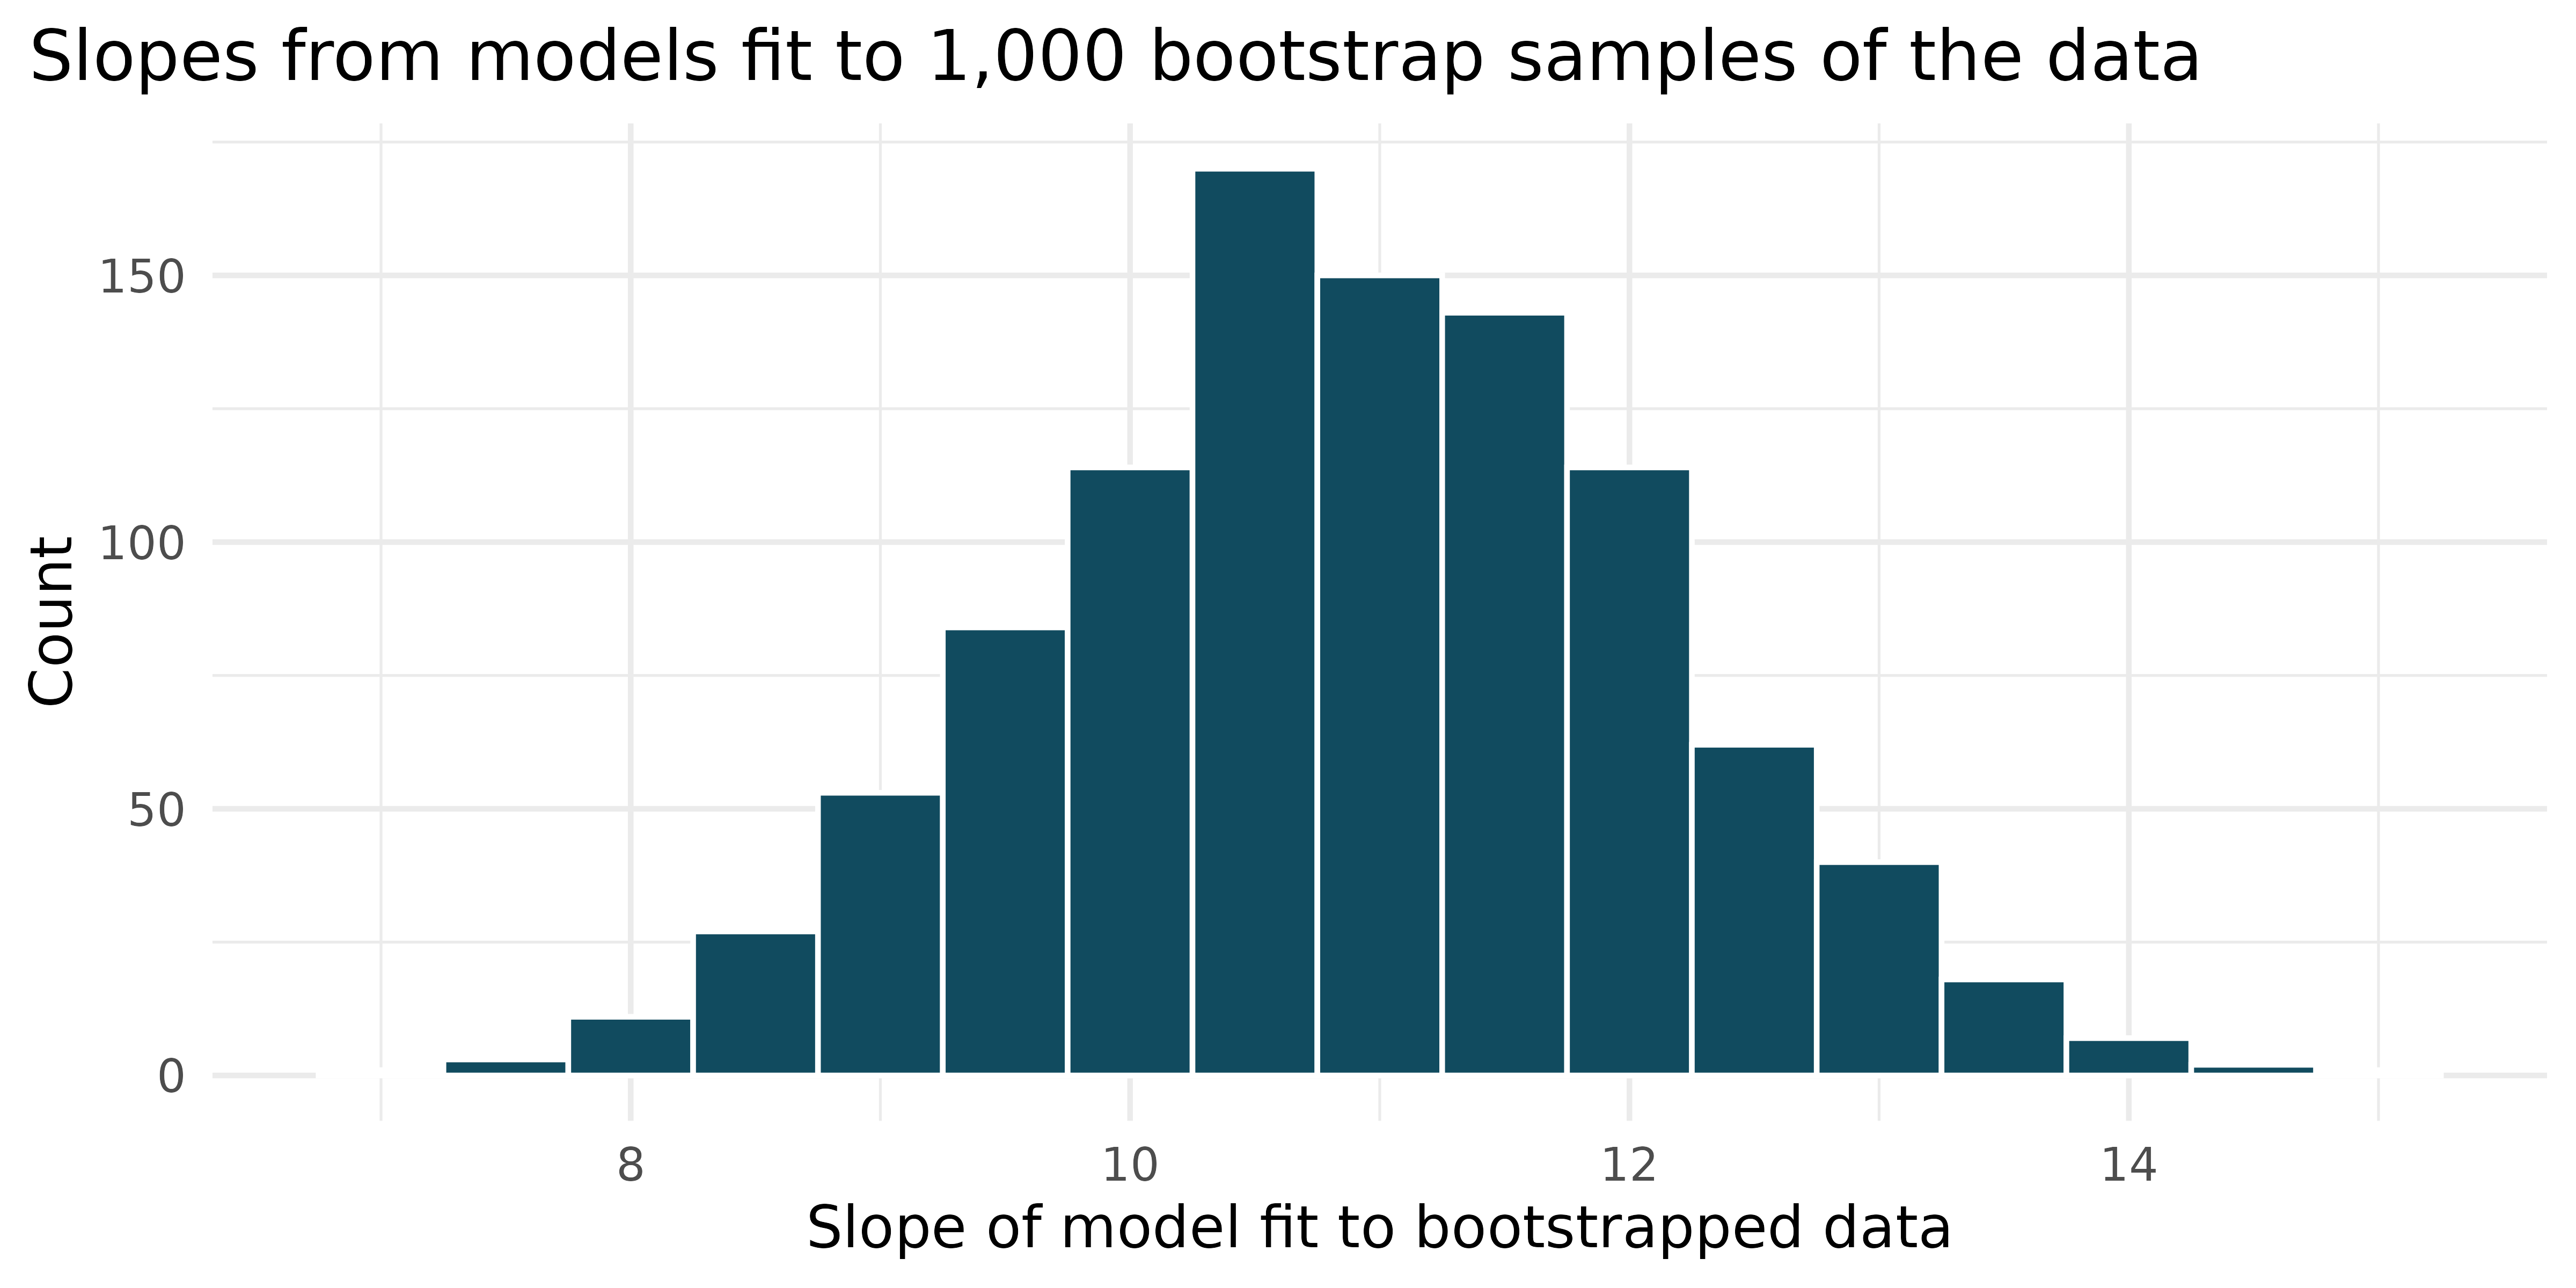 Slopes from models fit to 1,000 bootstrap samples of the data
150
100
50
0
Count
8 10 12 14
Slope of model fit to bootstrapped data